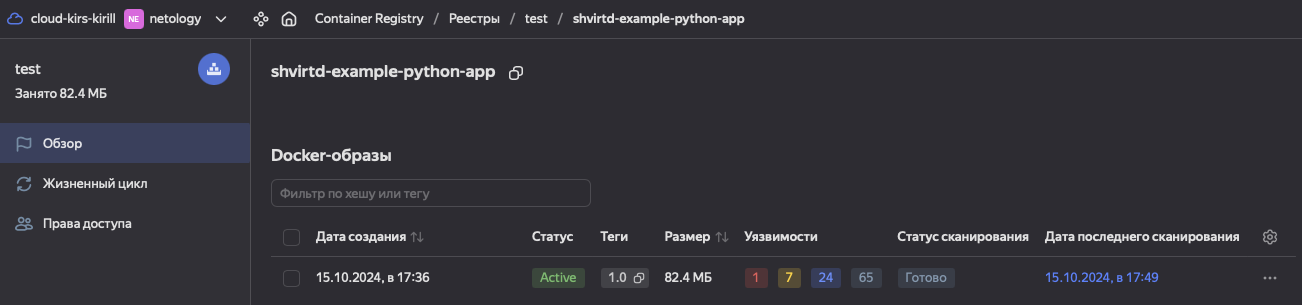 cloud-kirs-kirill NE netology Container Registry / Реестры / test / shvirtd-example-python-app
test
Занято 82.4 МБ
Обзор
Жизненный цикл
Права доступа
shvirtd-example-python-app
Docker-образы
Фильтр по хешу или тегу
Дата создания Статус Теги Размер Уязвимости Статус сканирования Дата последнего сканирования
15.10.2024, в 17:36 Active 1.0 82.4 МБ 1 7 24 65 Готово 15.10.2024, в 17:49